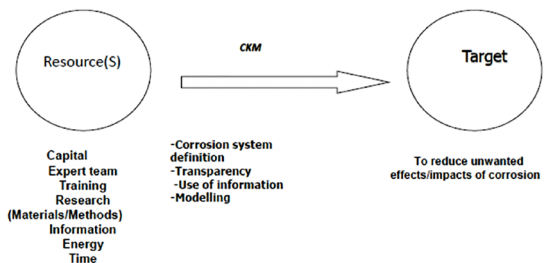 Resource(S)
CKM
Target
Capital
Expert team
Training
Research
(Materials/Methods)
Information
Energy
Time
-Corrosion system
definition
-Transparency
-Use of information
-Modelling
To reduce unwanted
effects/impacts of corrosion